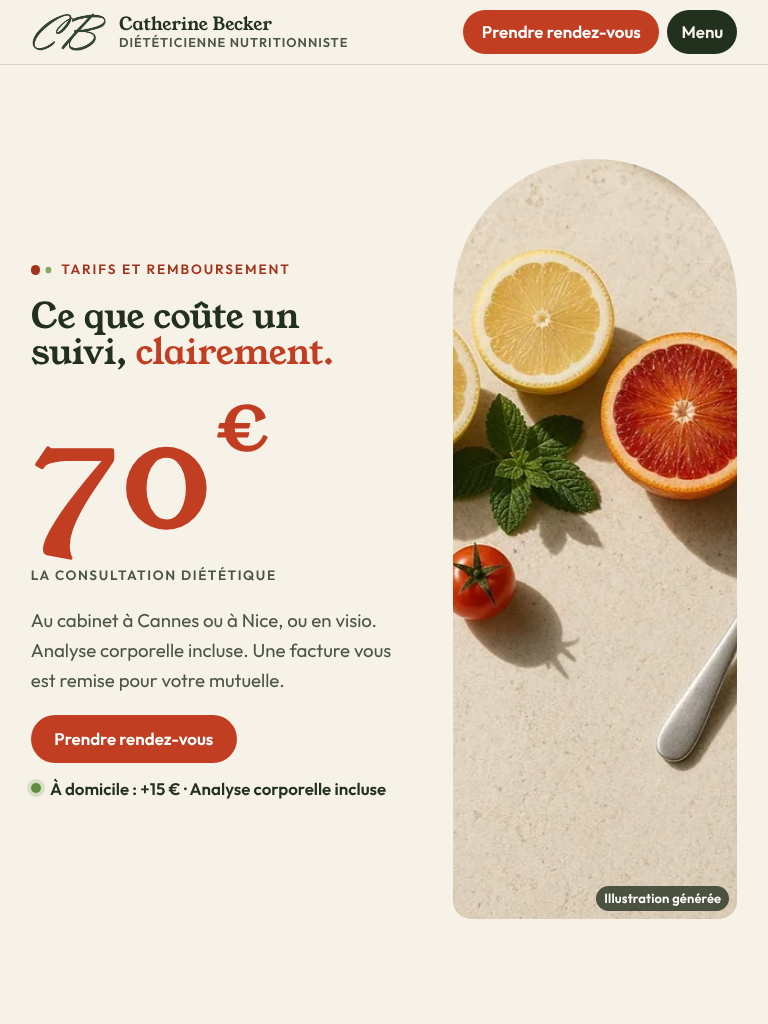 CB
Catherine Becker
DIÉTÉTICIENNE NUTRITIONNISTE
Prendre rendez-vous
Menu
TARIFS ET REMBOURSEMENT
Ce que coûte un
suivi, clairement.
70 €
LA CONSULTATION DIÉTÉTIQUE
Au cabinet à Cannes ou à Nice, ou en visio.
Analyse corporelle incluse. Une facture vous
est remise pour votre mutuelle.
Prendre rendez-vous
À domicile : +15 € · Analyse corporelle incluse
Illustration générée